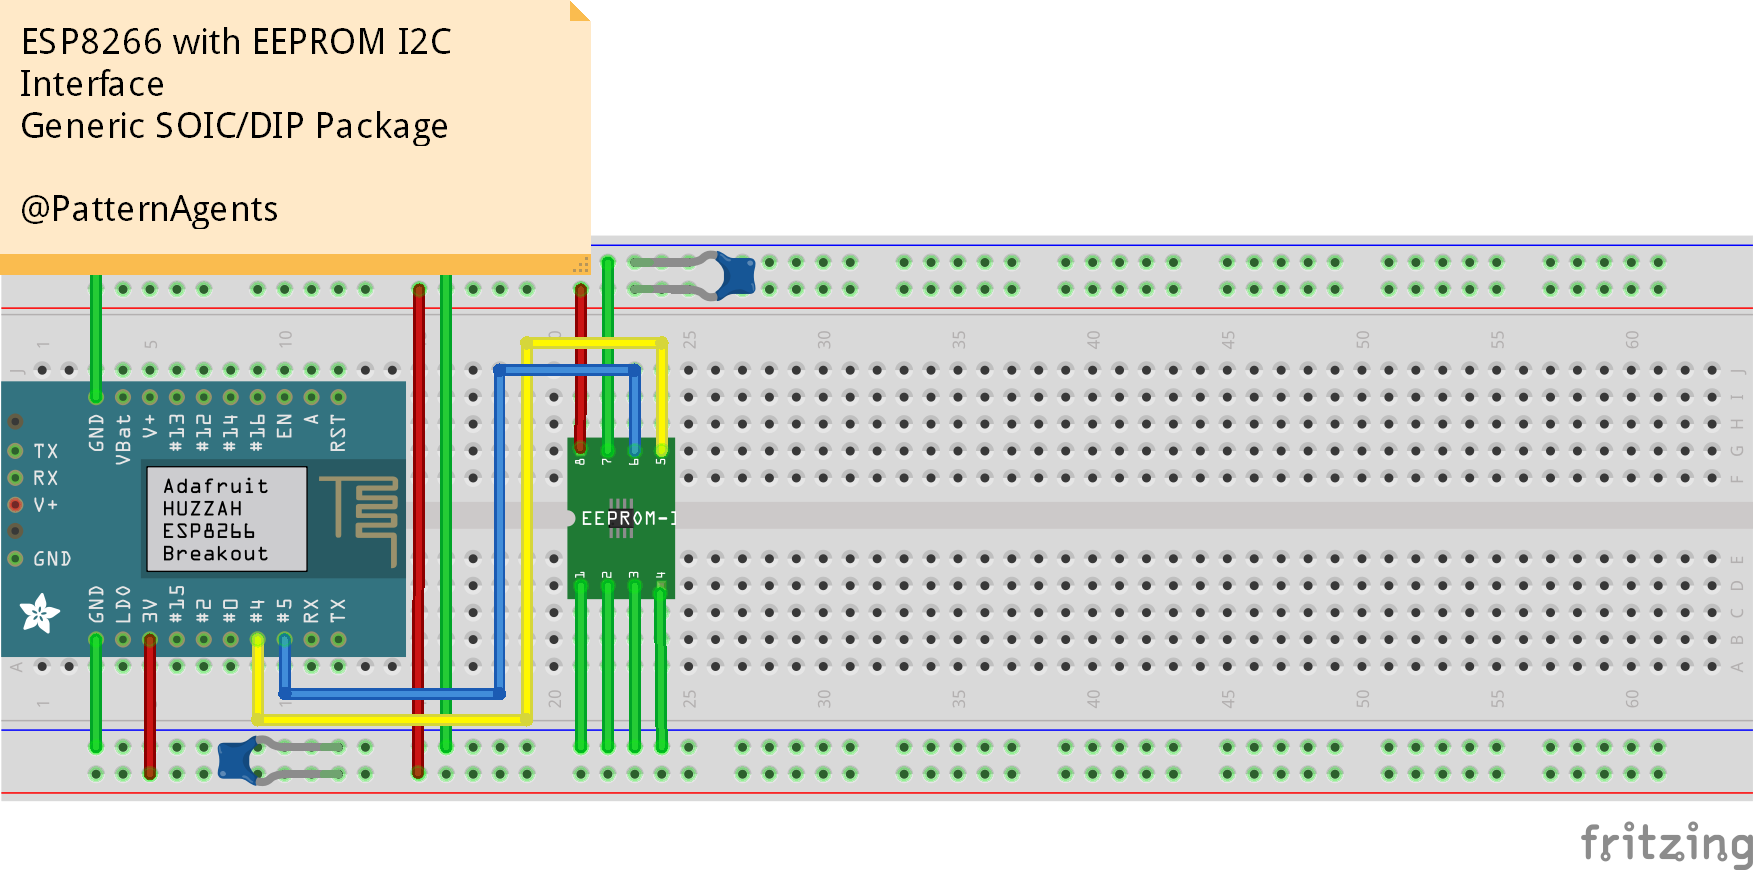 ESP8266 with EEPROM I2C
Interface
Generic SOIC/DIP Package
@PatternAgents
1 5 10 20 25 30 35 40 45 50 55 60
J J
I
H
G
F
GND VBat V+ #13 #12 #14 #16 EN A RST
TX
RX
V+
GND
Adafruit
HUZZAH
ESP8266
Breakout
8 7 6 5
EEPROM-1
1 2 3 4
GND LDO 3V #15 #2 #0 #4 #5 RX TX
E
D
C
B
A A
1 20 25 30 35 40 45 50 55 60
fritzing